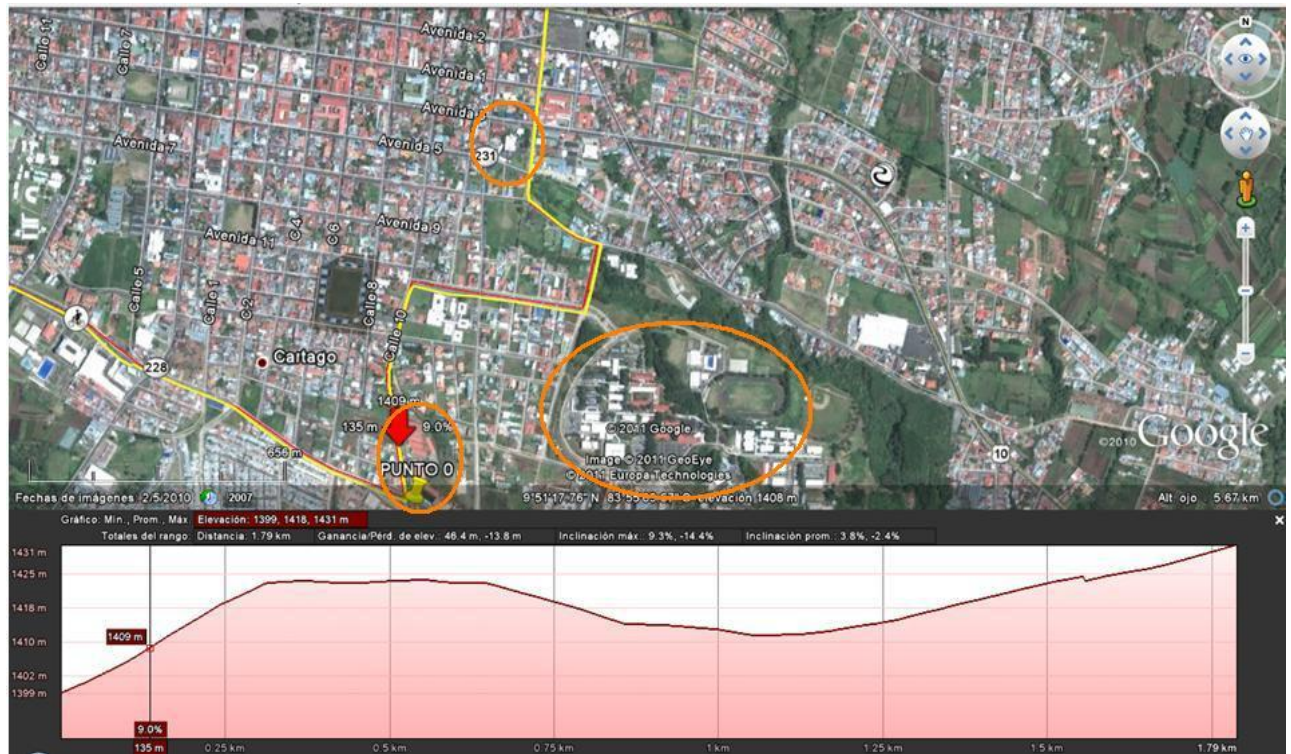 N
Calle 11
Calle 7
Avenida 2
Avenida 1
Avenida 7
Avenida 5
231
Avenida 9
Avenida 11
C 4
C 6
Calle 5
Calle 1
C 2
Calle 8
Calle 10
228
Cartago
1409 m
135 m
9.0%
PUNTO 0
656 m
10
© 2011 Google
©2010 Google
Image © 2011 GeoEye
© 2011 Europa Technologies
Fechas de imágenes 2/5/2010 2007
elevación 1408 m
Alt. ojo 5.67 km
Gráfico: Mín., Prom., Máx Elevación: 1399, 1418, 1431 m
Totales del rango: Distancia: 1.79 km Ganancia/Pérd. de elev.: 46.4 m, -13.8 m Inclinación máx.: 9.3%, -14.4% Inclinación prom.: 3.8%, -2.4%
1431 m
1425 m
1418 m
1410 m
1409 m
1402 m
1399 m
9.0%
135 m 0.25 km 0.5 km 0.75 km 1 km 1.25 km 1.5 km 1.79 km